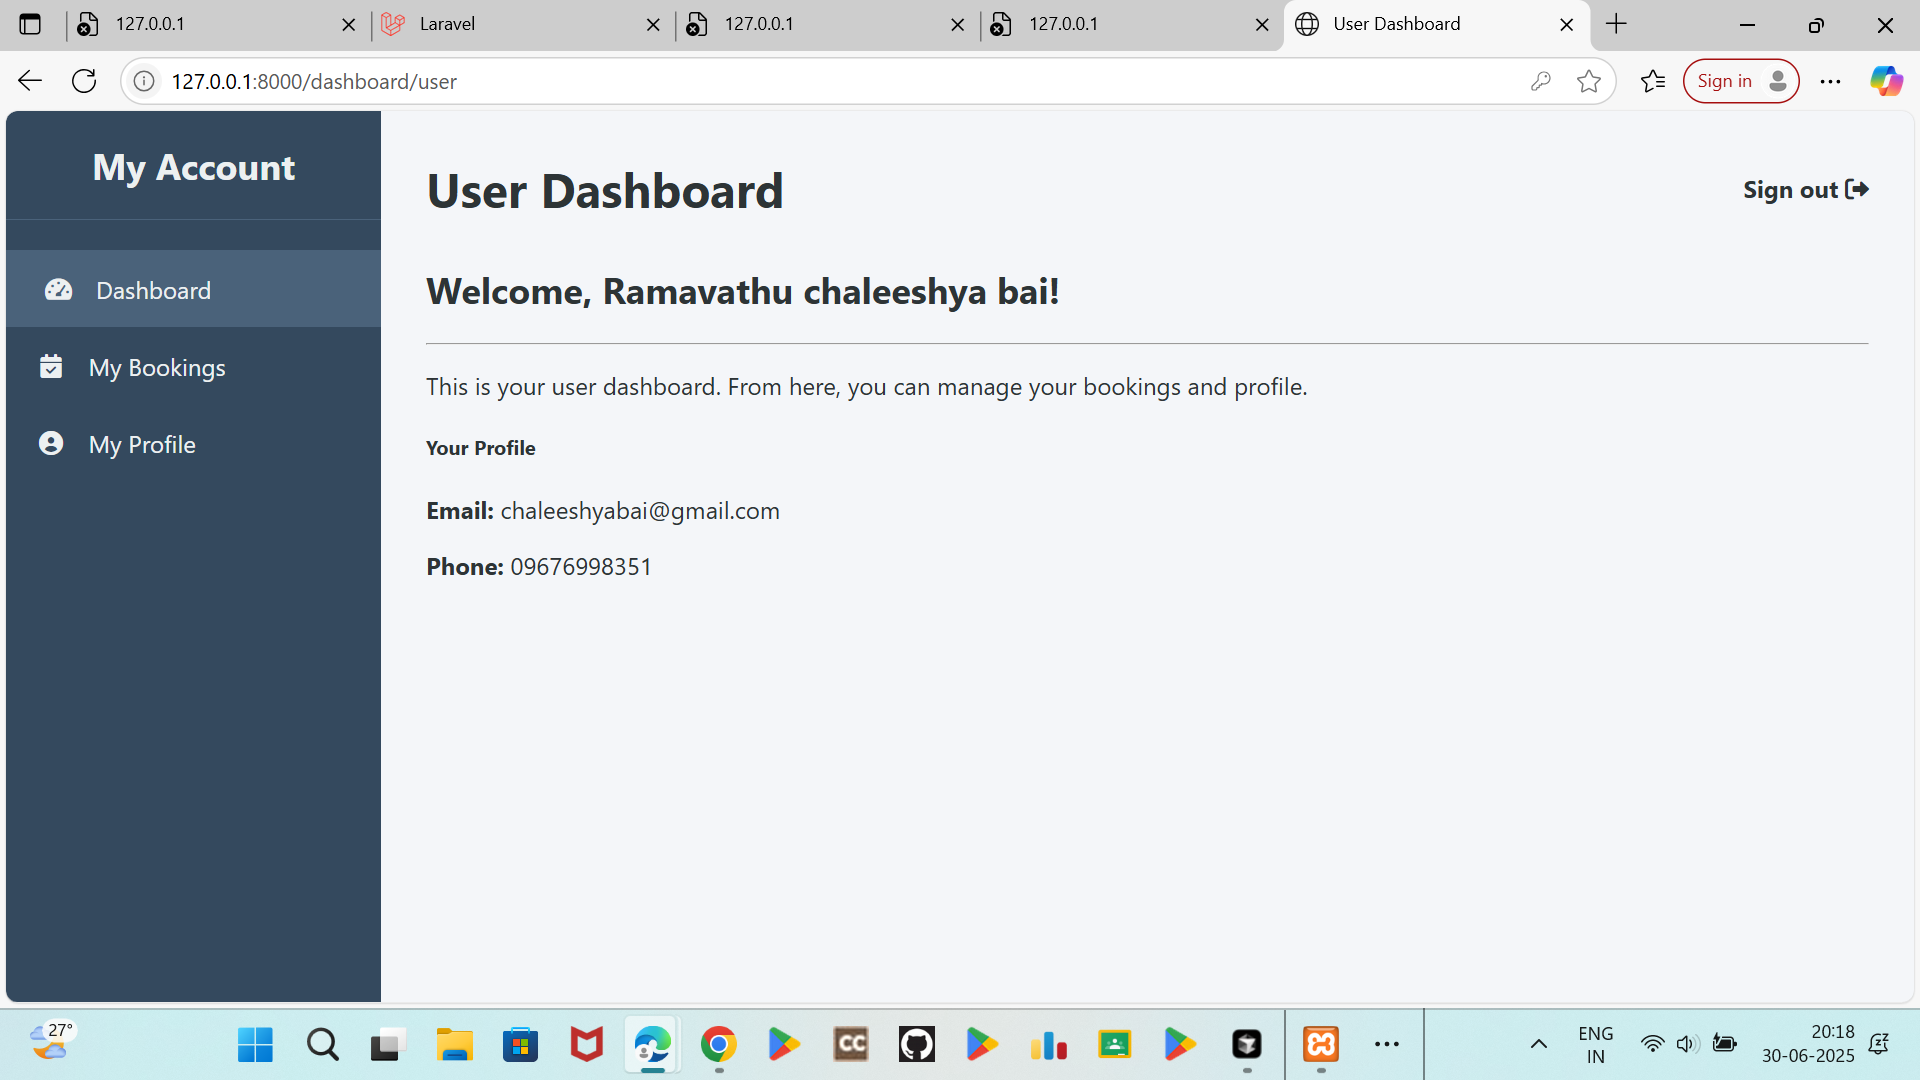 127.0.0.1
Laravel
127.0.0.1
127.0.0.1
User Dashboard
127.0.0.1:8000/dashboard/user
Sign in
My Account
Dashboard
My Bookings
My Profile
User Dashboard
Sign out
Welcome, Ramavathu chaleeshya bai!
This is your user dashboard. From here, you can manage your bookings and profile.
Your Profile
Email: chaleeshyabai@gmail.com
Phone: 09676998351
27°
CC
ENG
IN
20:18
30-06-2025